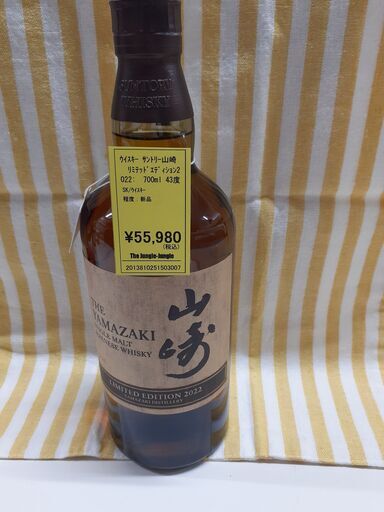 SUNTORY
WHISKY
ウイスキー サントリー山崎
リミテッドエディション2
022: 700ml 43度
SK/ウイスキー
程度：新品
¥55,980
(税込)
The Jungle-Jungle
2013810251503007
THE
YAMAZAKI
SINGLE MALT
JAPANESE WHISKY
山崎
LIMITED EDITION 2022
YAMAZAKI DISTILLERY